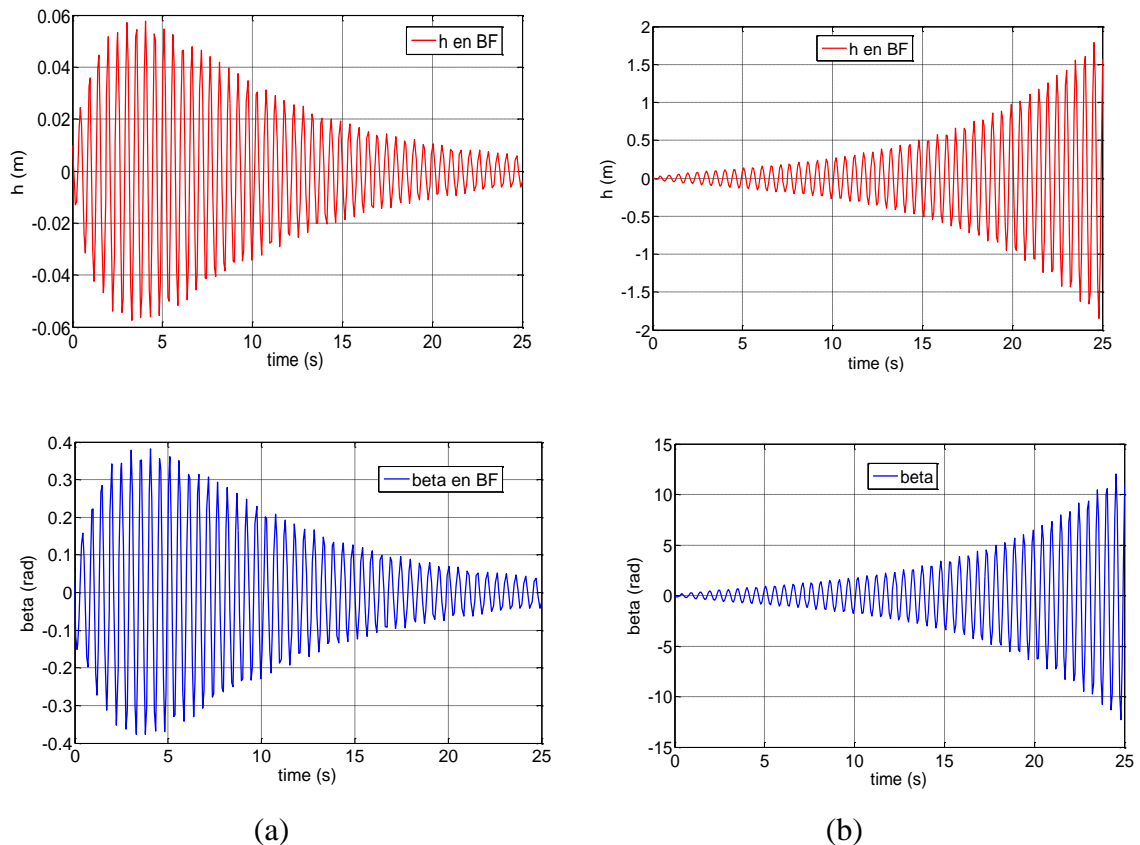 0.06
0.04
0.02
0
-0.02
-0.04
-0.06
h (m)
h en BF
0 5 10 15 20 25
time (s)
2
1.5
1
0.5
0
-0.5
-1
-1.5
-2
h (m)
h en BF
0 5 10 15 20 25
time (s)
0.4
0.3
0.2
0.1
0
-0.1
-0.2
-0.3
-0.4
beta (rad)
beta en BF
0 5 10 15 20 25
time (s)
15
10
5
0
-5
-10
-15
beta (rad)
beta
0 5 10 15 20 25
time (s)
(a) (b)